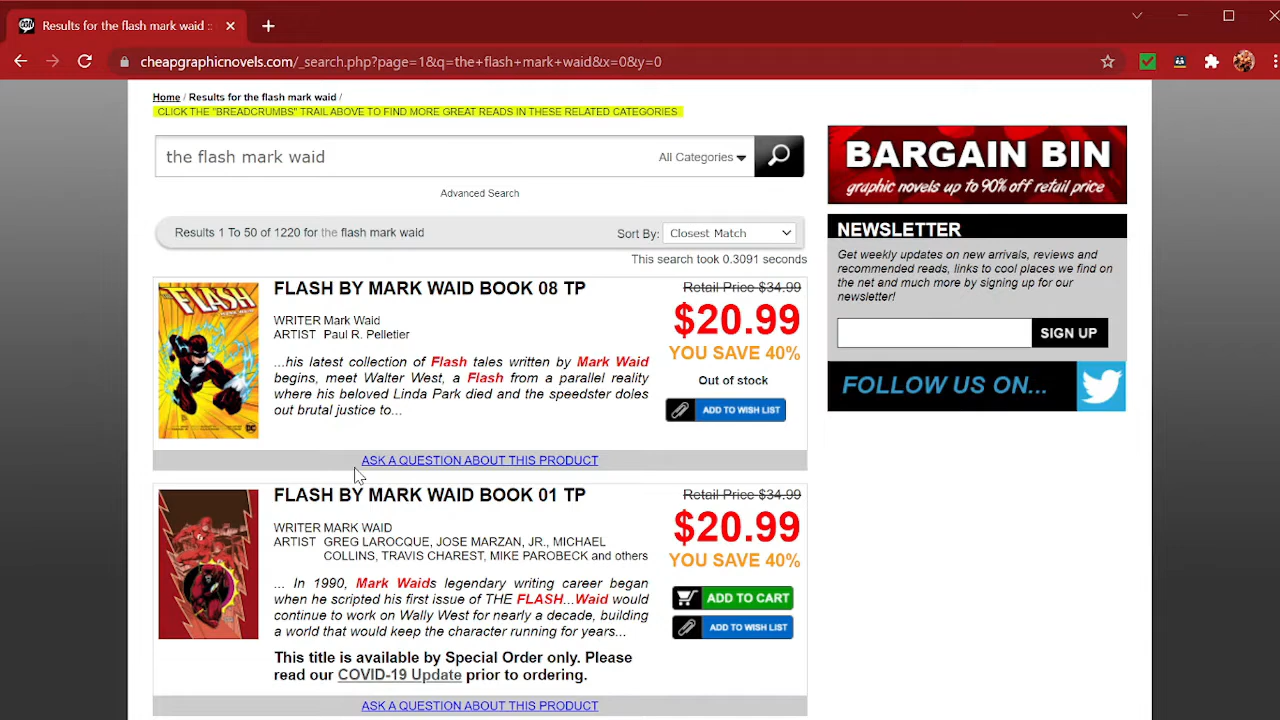 Results for the flash mark waid ::
cheapgraphicnovels.com/_search.php?page=1&q=the+flash+mark+waid&x=0&y=0
Home / Results for the flash mark waid /
CLICK THE "BREADCRUMBS" TRAIL ABOVE TO FIND MORE GREAT READS IN THESE RELATED CATEGORIES
the flash mark waid
All Categories
Advanced Search
Results 1 To 50 of 1220 for the flash mark waid
Sort By: Closest Match
This search took 0.3091 seconds
FLASH
FLASH BY MARK WAID BOOK 08 TP
WRITER Mark Waid
ARTIST Paul R. Pelletier
...his latest collection of Flash tales written by Mark Waid
begins, meet Walter West, a Flash from a parallel reality
where his beloved Linda Park died and the speedster doles
out brutal justice to...
Retail Price $34.99
$20.99
YOU SAVE 40%
Out of stock
ADD TO WISH LIST
ASK A QUESTION ABOUT THIS PRODUCT
FLASH BY MARK WAID BOOK 01 TP
WRITER MARK WAID
ARTIST GREG LAROCQUE, JOSE MARZAN, JR., MICHAEL
COLLINS, TRAVIS CHAREST, MIKE PAROBECK and others
... In 1990, Mark Waids legendary writing career began
when he scripted his first issue of THE FLASH...Waid would
continue to work on Wally West for nearly a decade, building
a world that would keep the character running for years...
This title is available by Special Order only. Please
read our COVID-19 Update prior to ordering.
Retail Price $34.99
$20.99
YOU SAVE 40%
ADD TO CART
ADD TO WISH LIST
ASK A QUESTION ABOUT THIS PRODUCT
BARGAIN BIN
graphic novels up to 90% off retail price
NEWSLETTER
Get weekly updates on new arrivals, reviews and
recommended reads, links to cool places we find on
the net and much more by signing up for our
newsletter!
SIGN UP
FOLLOW US ON...